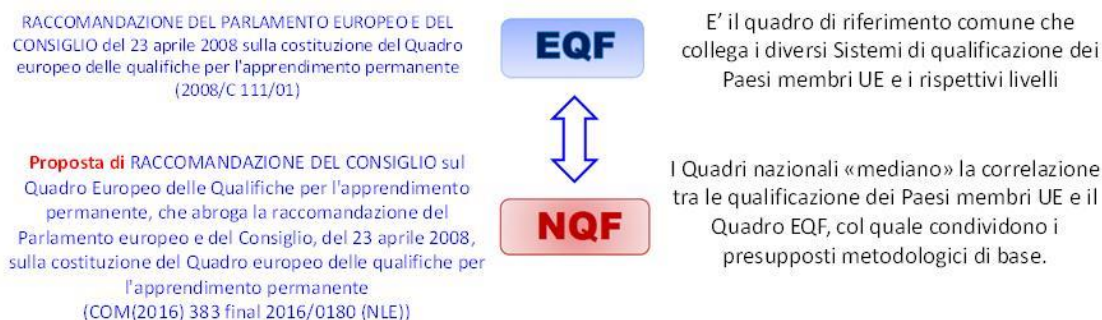 RACCOMANDAZIONE DEL PARLAMENTO EUROPEO E DEL
CONSIGLIO del 23 aprile 2008 sulla costituzione del Quadro
europeo delle qualifiche per l'apprendimento permanente
(2008/C 111/01)
EQF
E’ il quadro di riferimento comune che
collega i diversi Sistemi di qualificazione dei
Paesi membri UE e i rispettivi livelli
Proposta di RACCOMANDAZIONE DEL CONSIGLIO sul
Quadro Europeo delle Qualifiche per l'apprendimento
permanente, che abroga la raccomandazione del
Parlamento europeo e del Consiglio, del 23 aprile 2008,
sulla costituzione del Quadro europeo delle qualifiche per
l'apprendimento permanente
(COM(2016) 383 final 2016/0180 (NLE))
NQF
I Quadri nazionali «mediano» la correlazione
tra le qualificazione dei Paesi membri UE e il
Quadro EQF, col quale condividono i
presupposti metodologici di base.